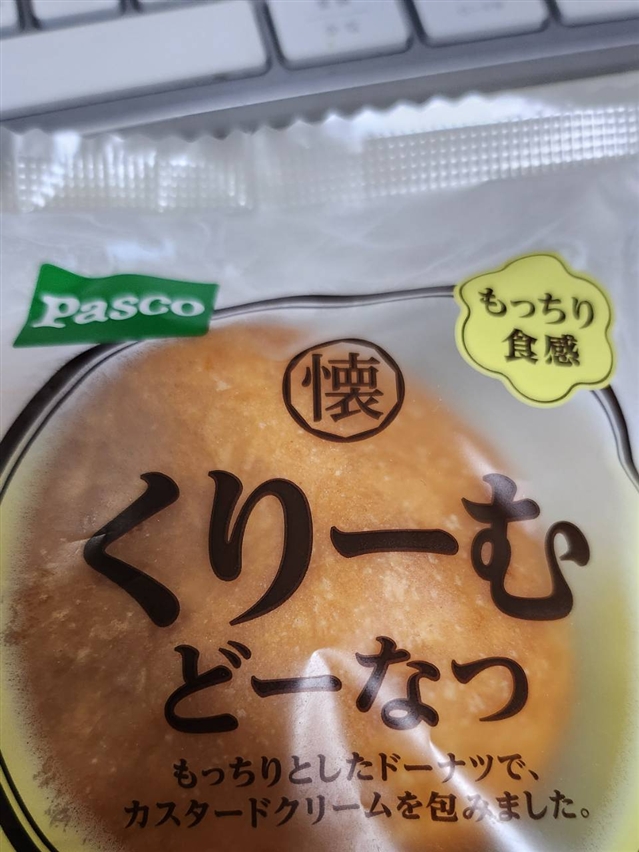 Pasco
もっちり
食感
懐
くりーむ
どーなつ
もっちりとしたドーナツで、
カスタードクリームを包みました。